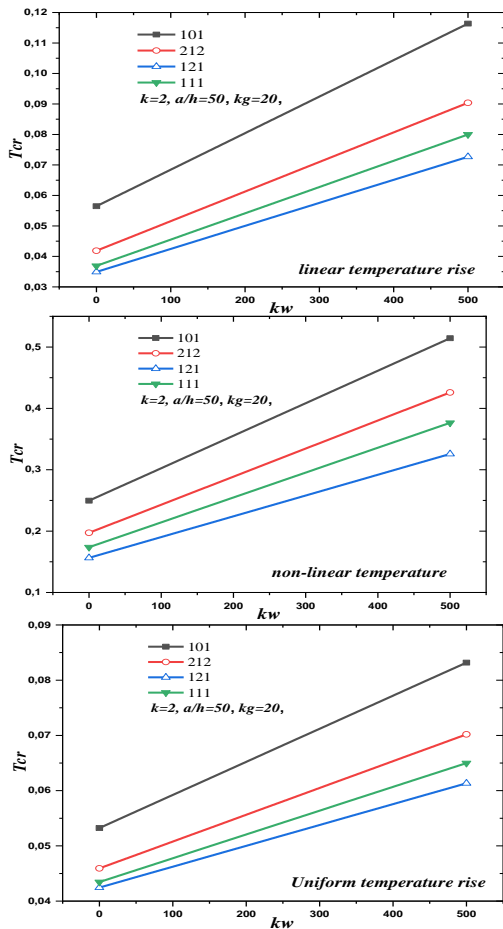 0,12
0,11
0,10
0,09
0,08
0,07
0,06
0,05
0,04
0,03
Tcr
101
212
121
111
k=2, a/h=50, kg=20,
linear temperature rise
0 100 200 300 400 500
kw
0,5
0,4
0,3
0,2
0,1
Tcr
101
212
121
111
k=2, a/h=50, kg=20,
non-linear temperature
0 100 200 300 400 500
kw
0,09
0,08
0,07
0,06
0,05
0,04
Tcr
101
212
121
111
k=2, a/h=50, kg=20,
Uniform temperature rise
0 100 200 300 400 500
kw